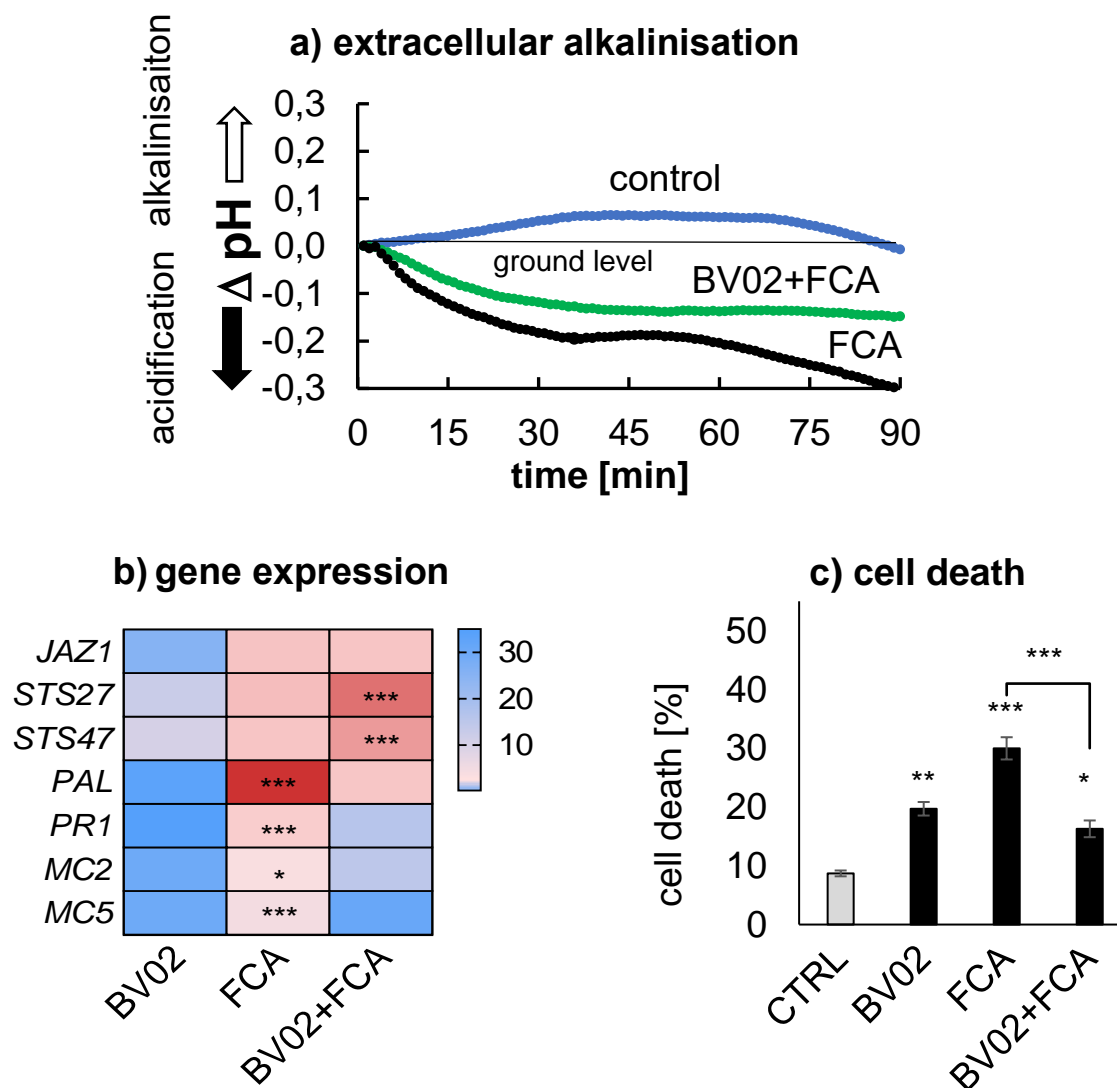 a) extracellular alkalinisation
acidification alkalinisaiton
Δ pH
0,3
0,2
0,1
0,0
-0,1
-0,2
-0,3
control
ground level
BV02+FCA
FCA
0 15 30 45 60 75 90
time [min]
b) gene expression
JAZ1
STS27 ***
STS47 ***
PAL ***
PR1 ***
MC2 *
MC5 ***
BV02 FCA BV02+FCA
30
20
10
c) cell death
cell death [%]
50
40
30
20
10
0
***
***
**
*
CTRL BV02 FCA BV02+FCA